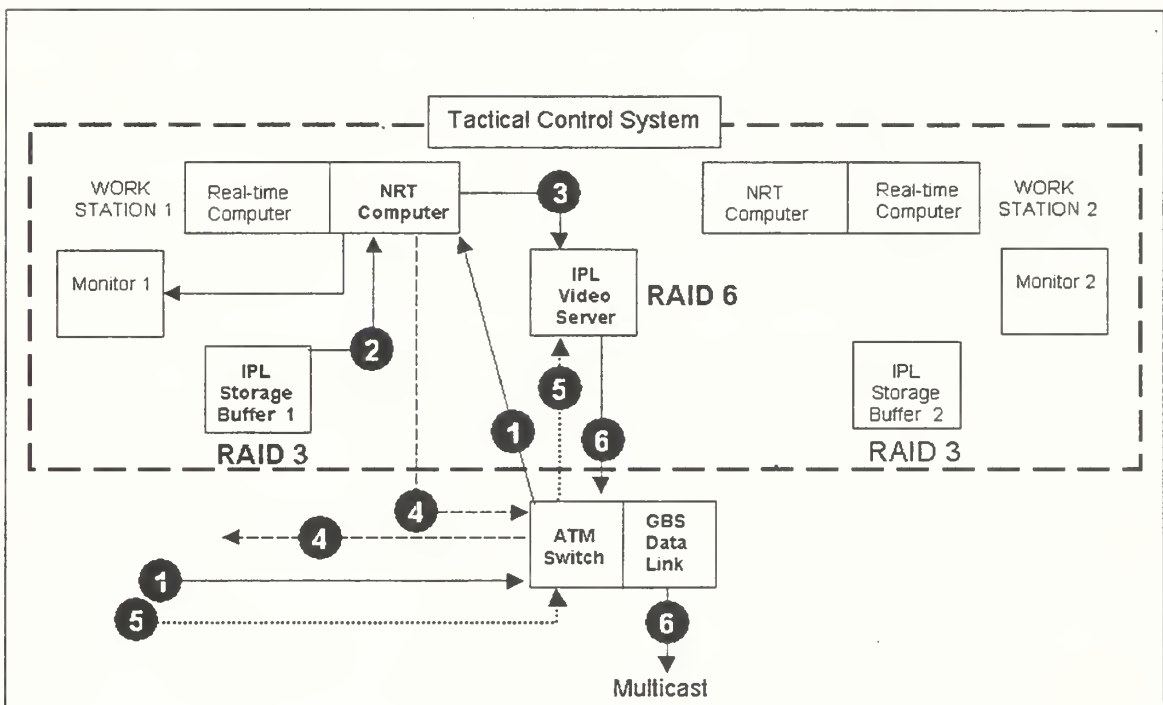 Tactical Control System
WORK
STATION 1
Real-time
Computer
NRT
Computer
3
NRT
Computer
Real-time
Computer
WORK
STATION 2
Monitor 1
IPL
Video
Server
RAID 6
Monitor 2
2
IPL
Storage
Buffer 1
RAID 3
5
1
6
IPL
Storage
Buffer 2
RAID 3
4
4
ATM
Switch
GBS
Data
Link
1
5
6
Multicast